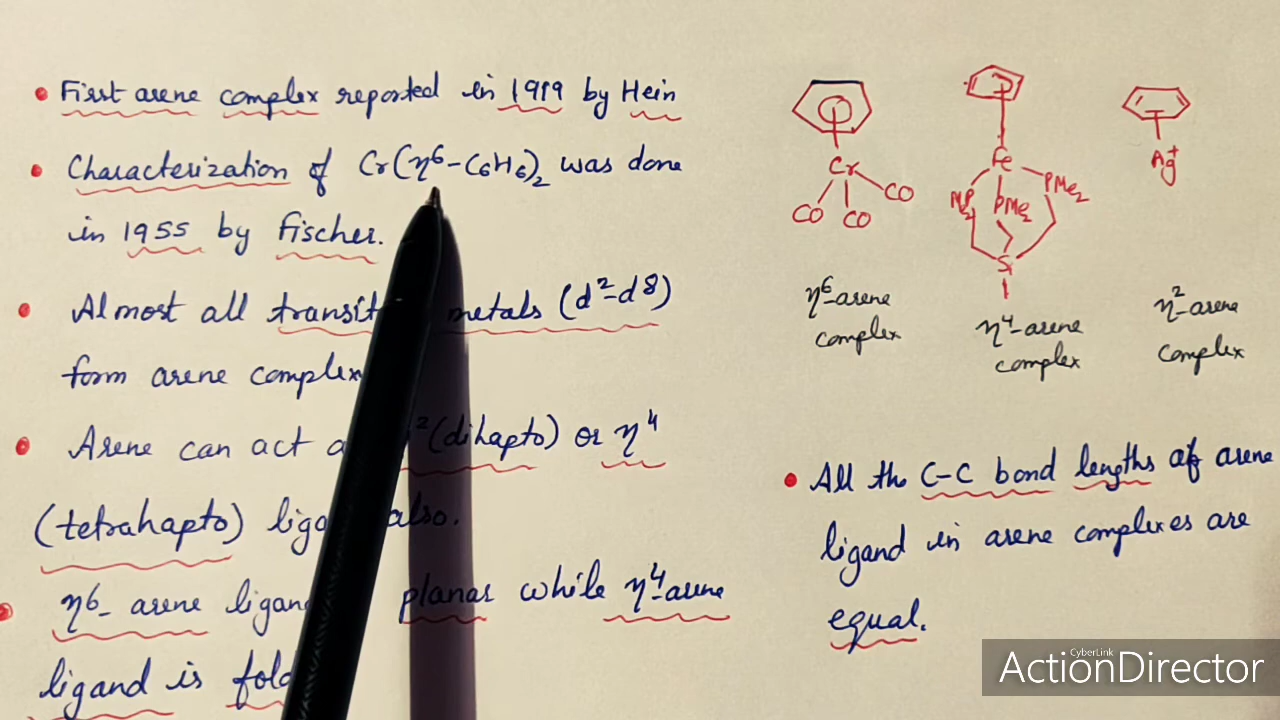 First arene complex reported in 1919 by Hein
Characterization of Cr(η⁶-C₆H₆)₂ was done
in 1955 by Fischer.
Almost all transit metals (d²-d⁸)
form arene complex
Arene can act a ²(dihapto) or η⁴
(tetrahapto) liga also.
η⁶- arene ligan planar while η⁴-arene
ligand is fold
Cr
CO
CO
CO
η⁶-arene
complex
Fe
Me₂P
PMe₂
PMe₂
Si
η⁴-arene
complex
Ag⁺
η²-arene
complex
All the C-C bond lengths of arene
ligand in arene complexes are
equal.
CyberLink
ActionDirector